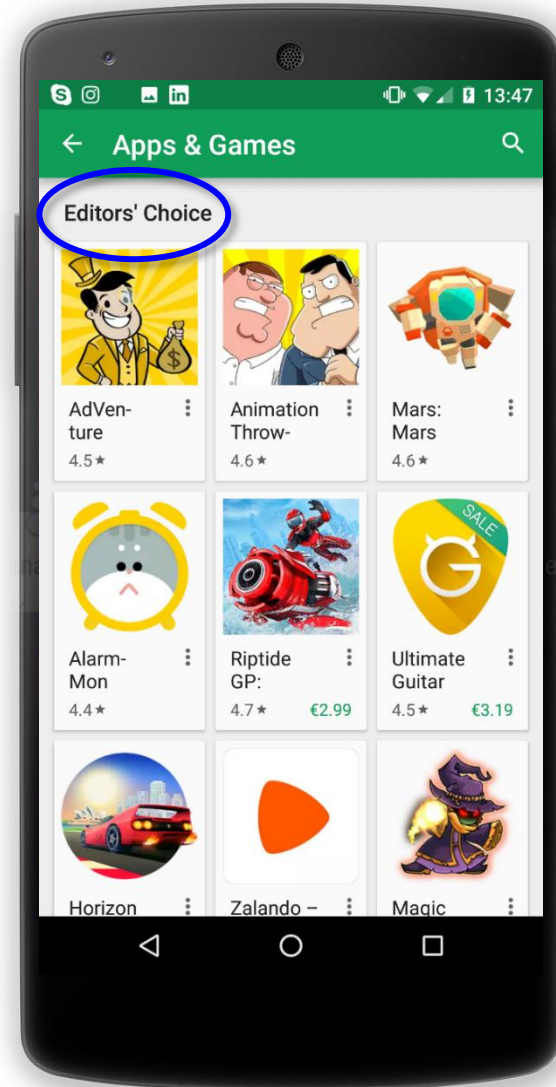 13:47
Apps & Games
Editors' Choice
AdVen-
ture
4.5★
Animation
Throw-
4.6★
Mars:
Mars
4.6★
SALE
G
Alarm-
Mon
4.4★
Riptide
GP:
4.7★ €2.99
Ultimate
Guitar
4.5★ €3.19
Horizon
Zalando –
Magic